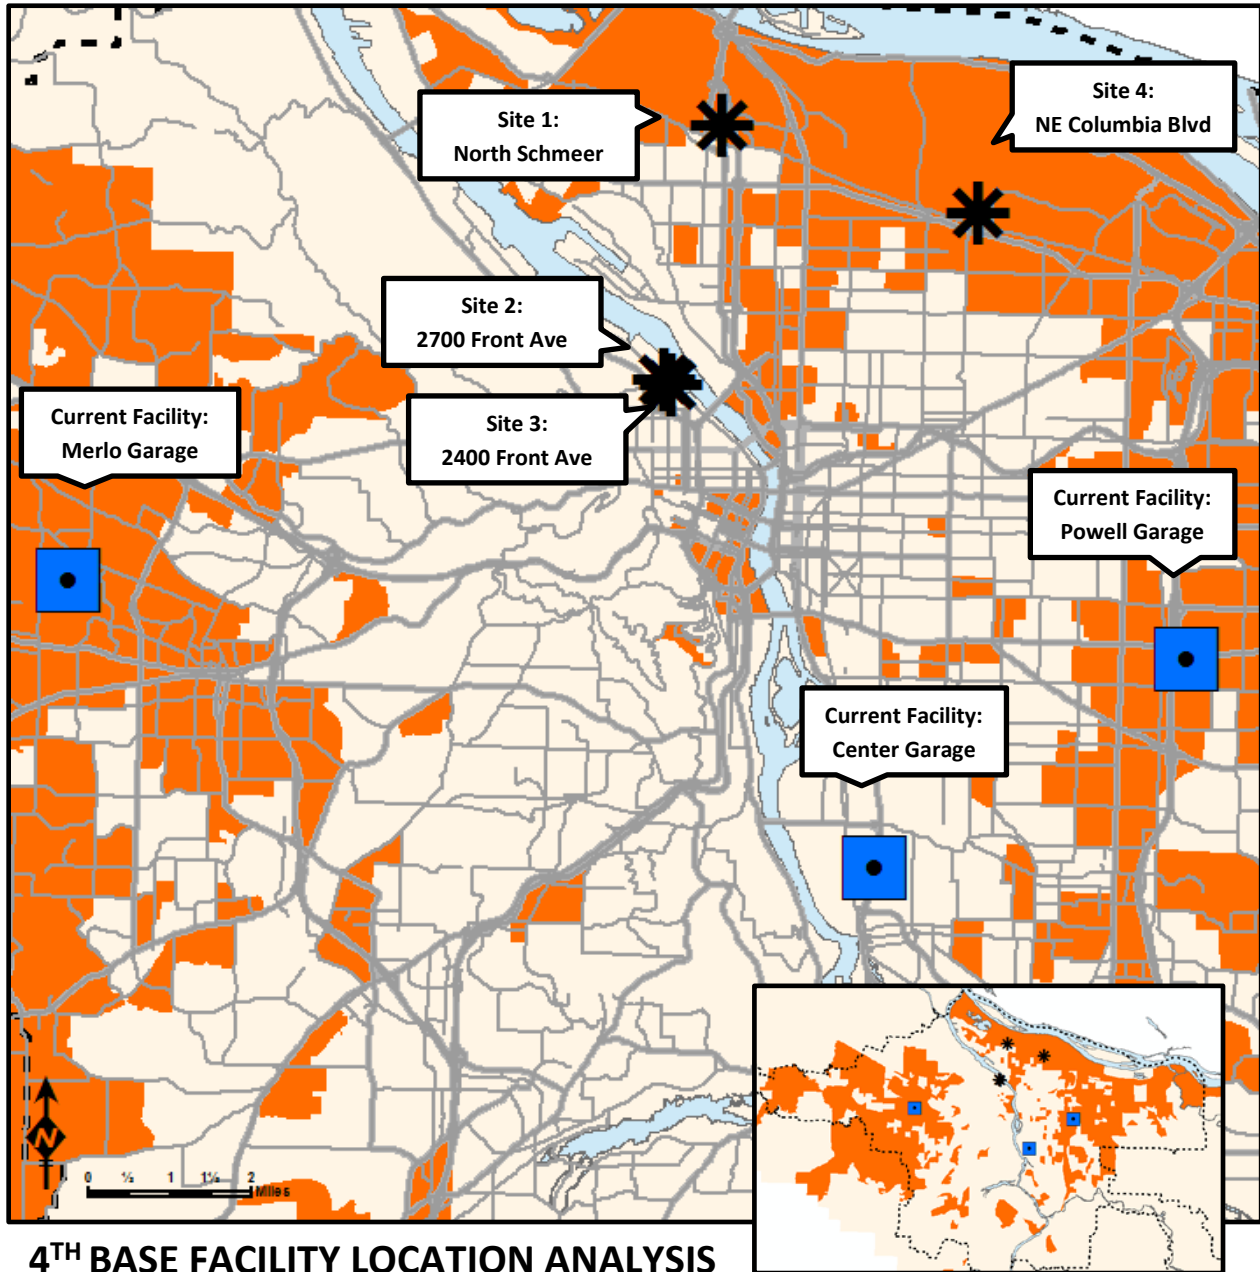 Site 1:
North Schmeer
Site 4:
NE Columbia Blvd
Site 2:
2700 Front Ave
Site 3:
2400 Front Ave
Current Facility:
Merlo Garage
Current Facility:
Powell Garage
Current Facility:
Center Garage
N
0 ½ 1 1½ 2
Miles
4TH BASE FACILITY LOCATION ANALYSIS